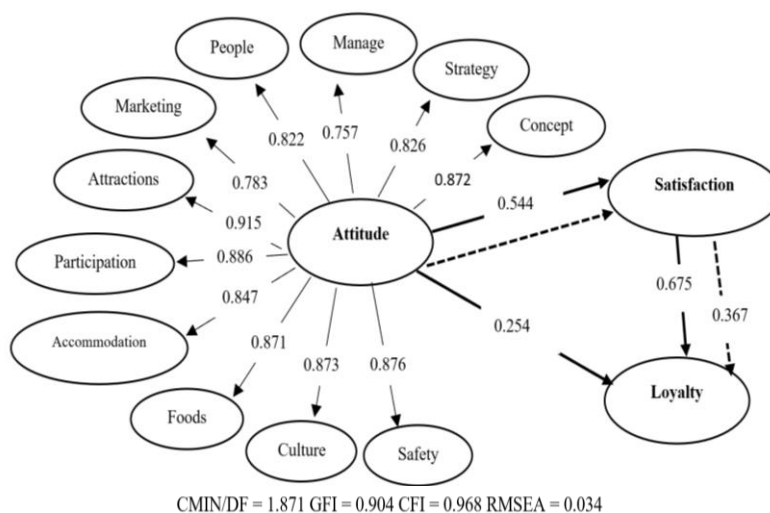 People
Manage
Strategy
Marketing
Concept
0.822
0.757
0.826
Attractions
0.783
0.872
Satisfaction
0.915
0.544
Attitude
Participation
0.886
0.847
0.675
0.254
0.367
Accommodation
0.871
0.873
0.876
Loyalty
Foods
Culture
Safety
CMIN/DF = 1.871 GFI = 0.904 CFI = 0.968 RMSEA = 0.034